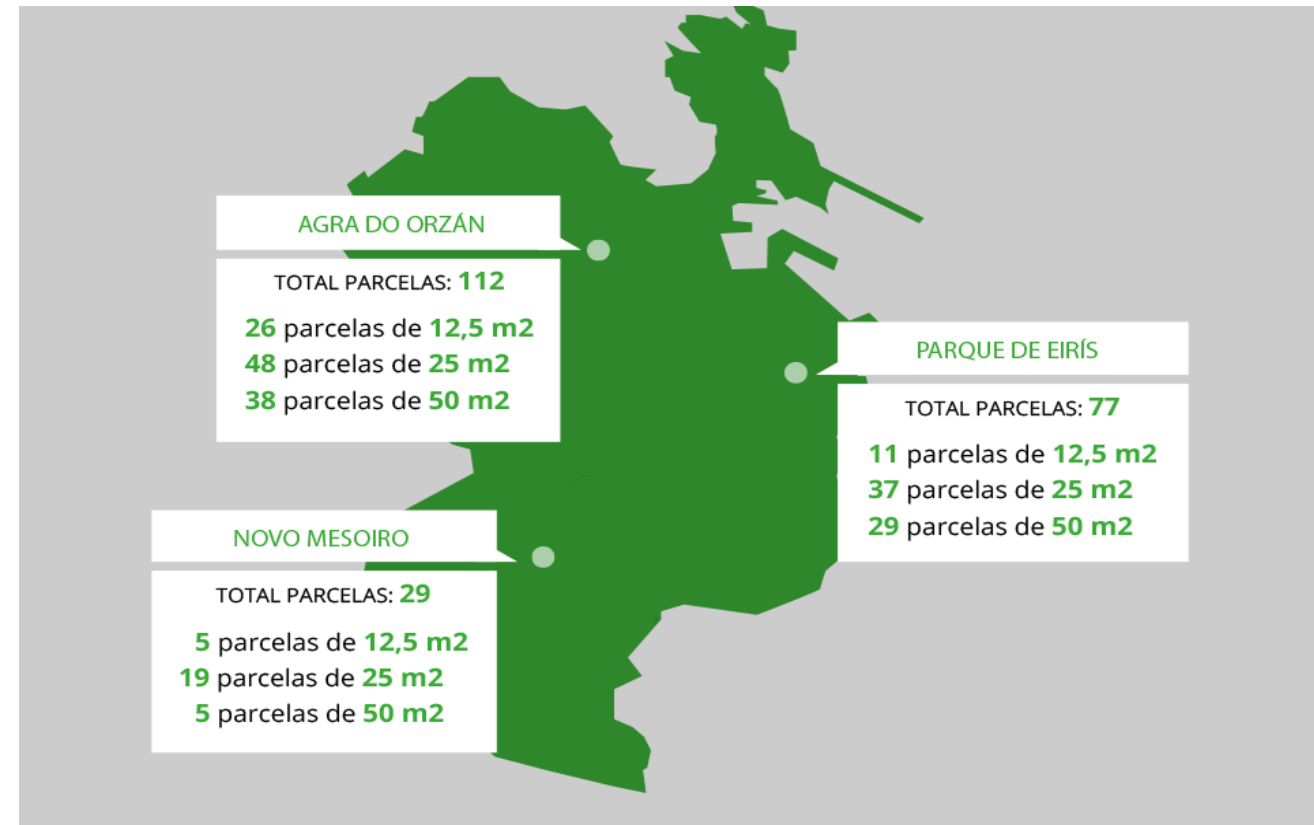 AGRA DO ORZÁN
TOTAL PARCELAS: 112
26 parcelas de 12,5 m2
48 parcelas de 25 m2
38 parcelas de 50 m2
PARQUE DE EIRÍS
TOTAL PARCELAS: 77
11 parcelas de 12,5 m2
37 parcelas de 25 m2
29 parcelas de 50 m2
NOVO MESOIRO
TOTAL PARCELAS: 29
5 parcelas de 12,5 m2
19 parcelas de 25 m2
5 parcelas de 50 m2